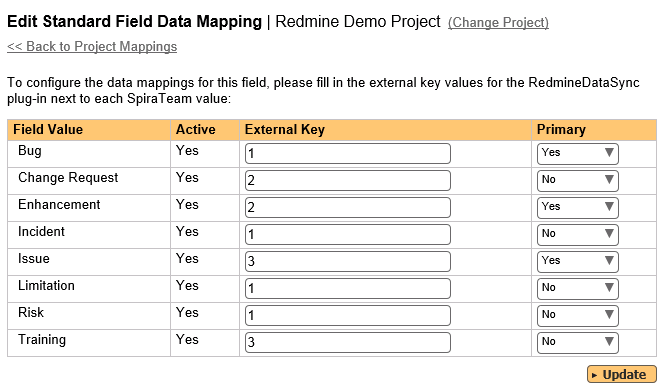 Edit Standard Field Data Mapping | Redmine Demo Project (Change Project)
<< Back to Project Mappings
To configure the data mappings for this field, please fill in the external key values for the RedmineDataSync
plug-in next to each SpiraTeam value:
Field Value Active External Key Primary
Bug Yes 1 Yes
Change Request Yes 2 No
Enhancement Yes 2 Yes
Incident Yes 1 No
Issue Yes 3 Yes
Limitation Yes 1 No
Risk Yes 1 No
Training Yes 3 No
Update